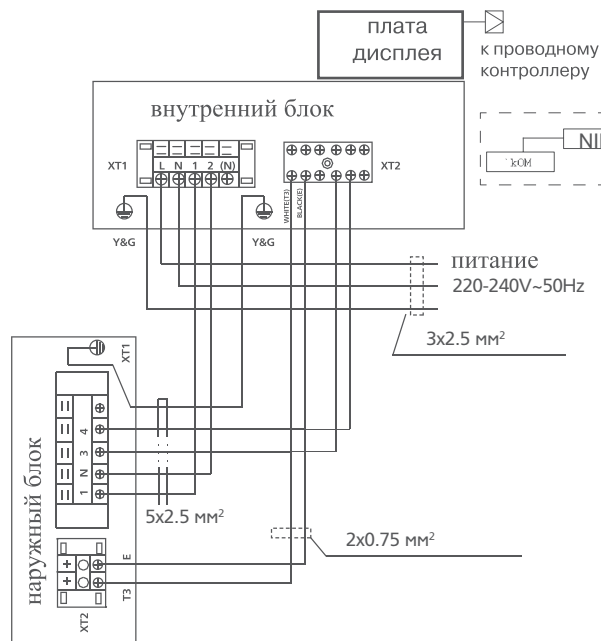 плата
дисплея
к проводному
контроллеру
внутренний блок
XT1
L N 1 2 (N)
XT2
WHITE(T3)
BLACK(E)
Y&G
Y&G
питание
220-240V~50Hz
3x2.5 мм²
наружный блок
XT1
4
3
N
1
5x2.5 мм²
2x0.75 мм²
E
T3
XT2